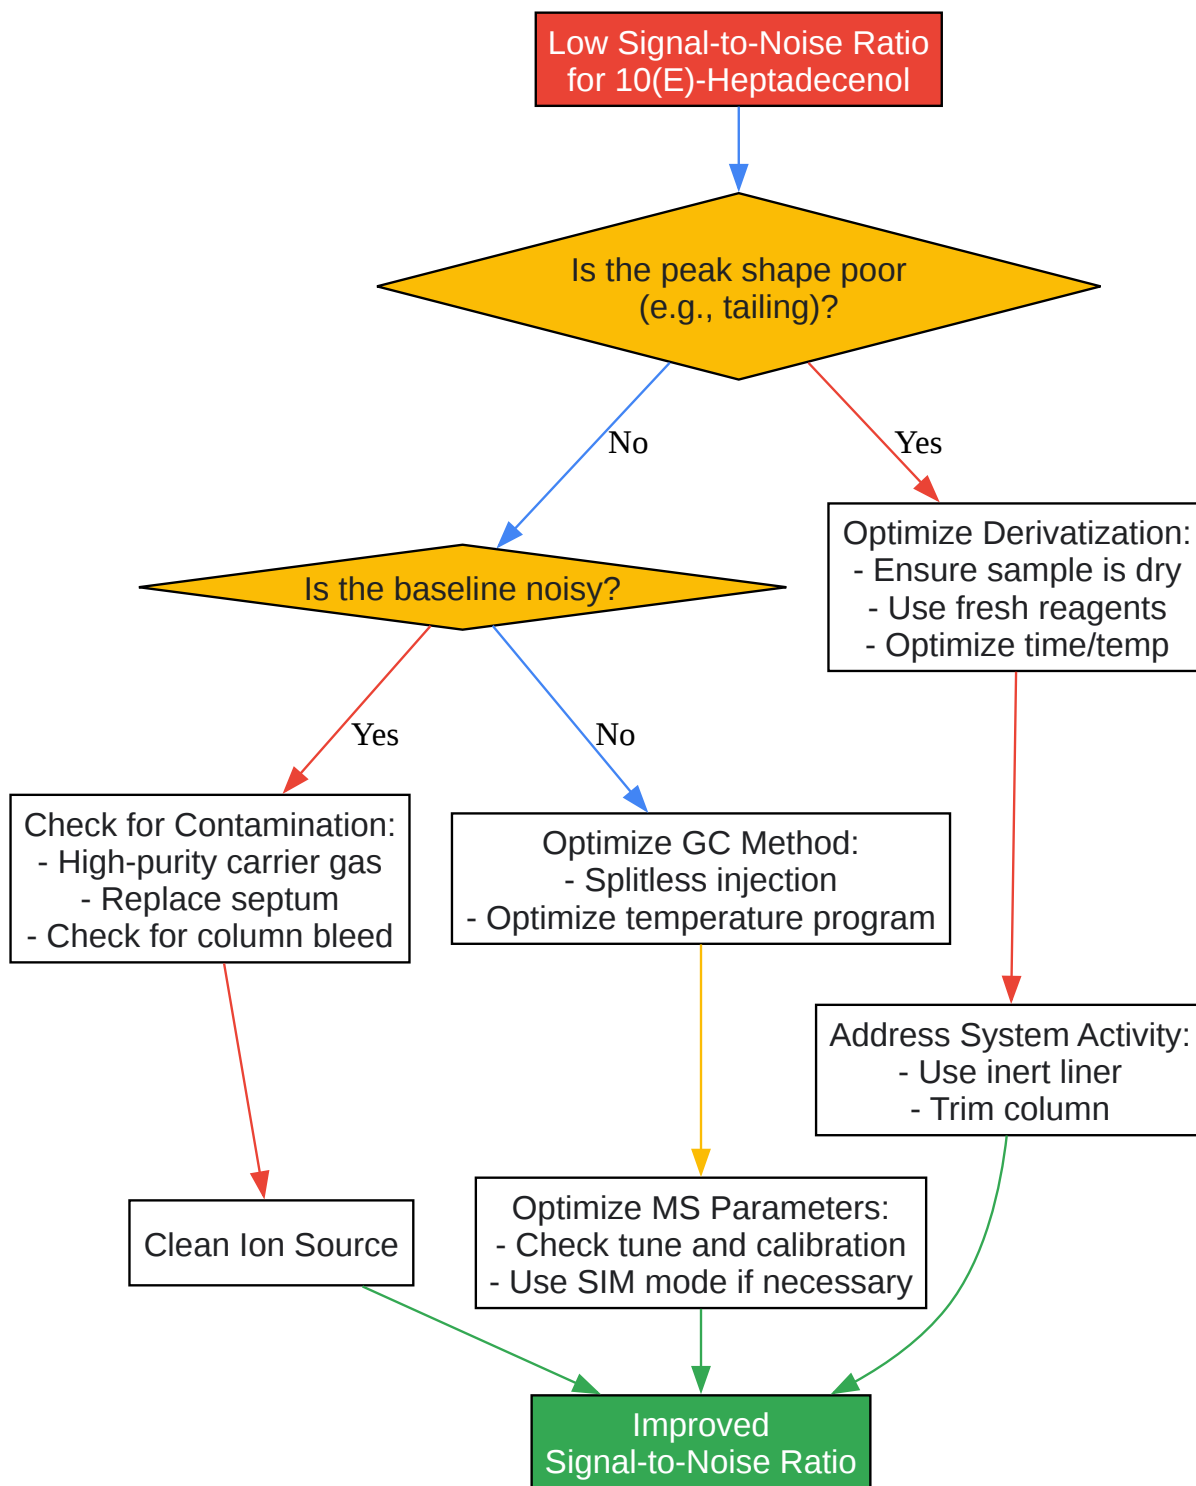 Low Signal-to-Noise Ratio
for 10(E)-Heptadecenol
Is the peak shape poor
(e.g., tailing)?
No
Yes
Optimize Derivatization:
- Ensure sample is dry
- Use fresh reagents
- Optimize time/temp
Is the baseline noisy?
Yes
No
Check for Contamination:
- High-purity carrier gas
- Replace septum
- Check for column bleed
Optimize GC Method:
- Splitless injection
- Optimize temperature program
Address System Activity:
- Use inert liner
- Trim column
Clean Ion Source
Optimize MS Parameters:
- Check tune and calibration
- Use SIM mode if necessary
Improved
Signal-to-Noise Ratio